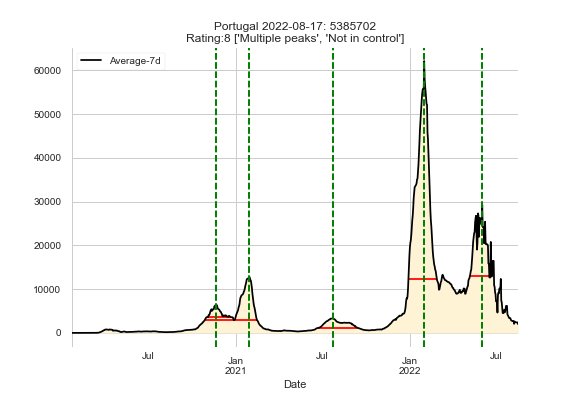 Portugal 2022-08-17: 5385702
Rating:8 ['Multiple peaks', 'Not in control']
Average-7d
60000
50000
40000
30000
20000
10000
0
Jul
Jan
2021
Jul
Jan
2022
Jul
Date